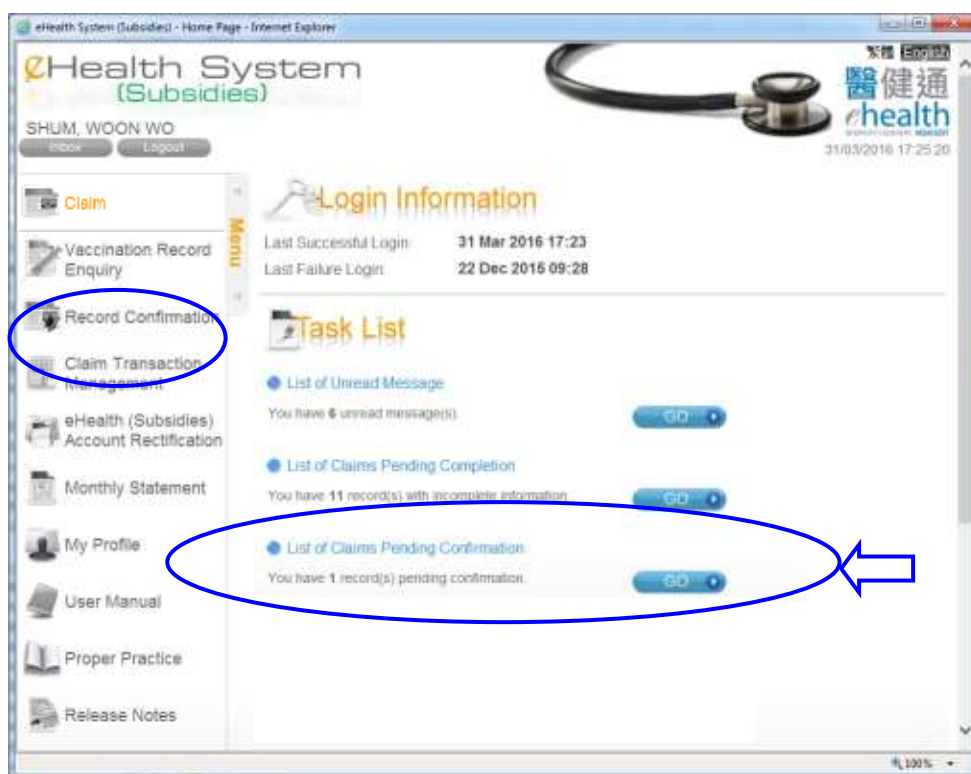 eHealth System (Subsidies) - Home Page - Internet Explorer
eHealth System
(Subsidies)
繁體 English
醫健通
ehealth
SHUM, WOON WO
Inbox Logout
31/03/2016 17:25:20
Claim
Vaccination Record
Enquiry
Record Confirmation
Claim Transaction
Management
eHealth (Subsidies)
Account Rectification
Monthly Statement
My Profile
User Manual
Proper Practice
Release Notes
Menu
Login Information
Last Successful Login: 31 Mar 2016 17:23
Last Failure Login: 22 Dec 2015 09:28
Task List
List of Unread Message
You have 6 unread message(s).
GO
List of Claims Pending Completion
You have 11 record(s) with incomplete information
GO
List of Claims Pending Confirmation
You have 1 record(s) pending confirmation.
GO
100%